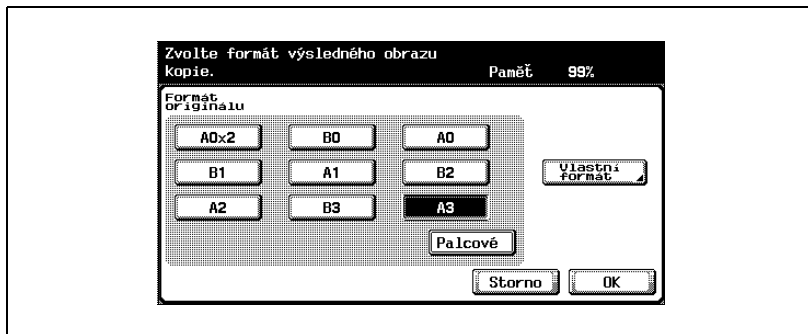 Zvolte formát výsledného obrazu
kopie.
Paměť 99%
Formát
originálu
A0x2 B0 A0
B1 A1 B2
Vlastní
formát
A2 B3 A3
Palcové
Storno OK